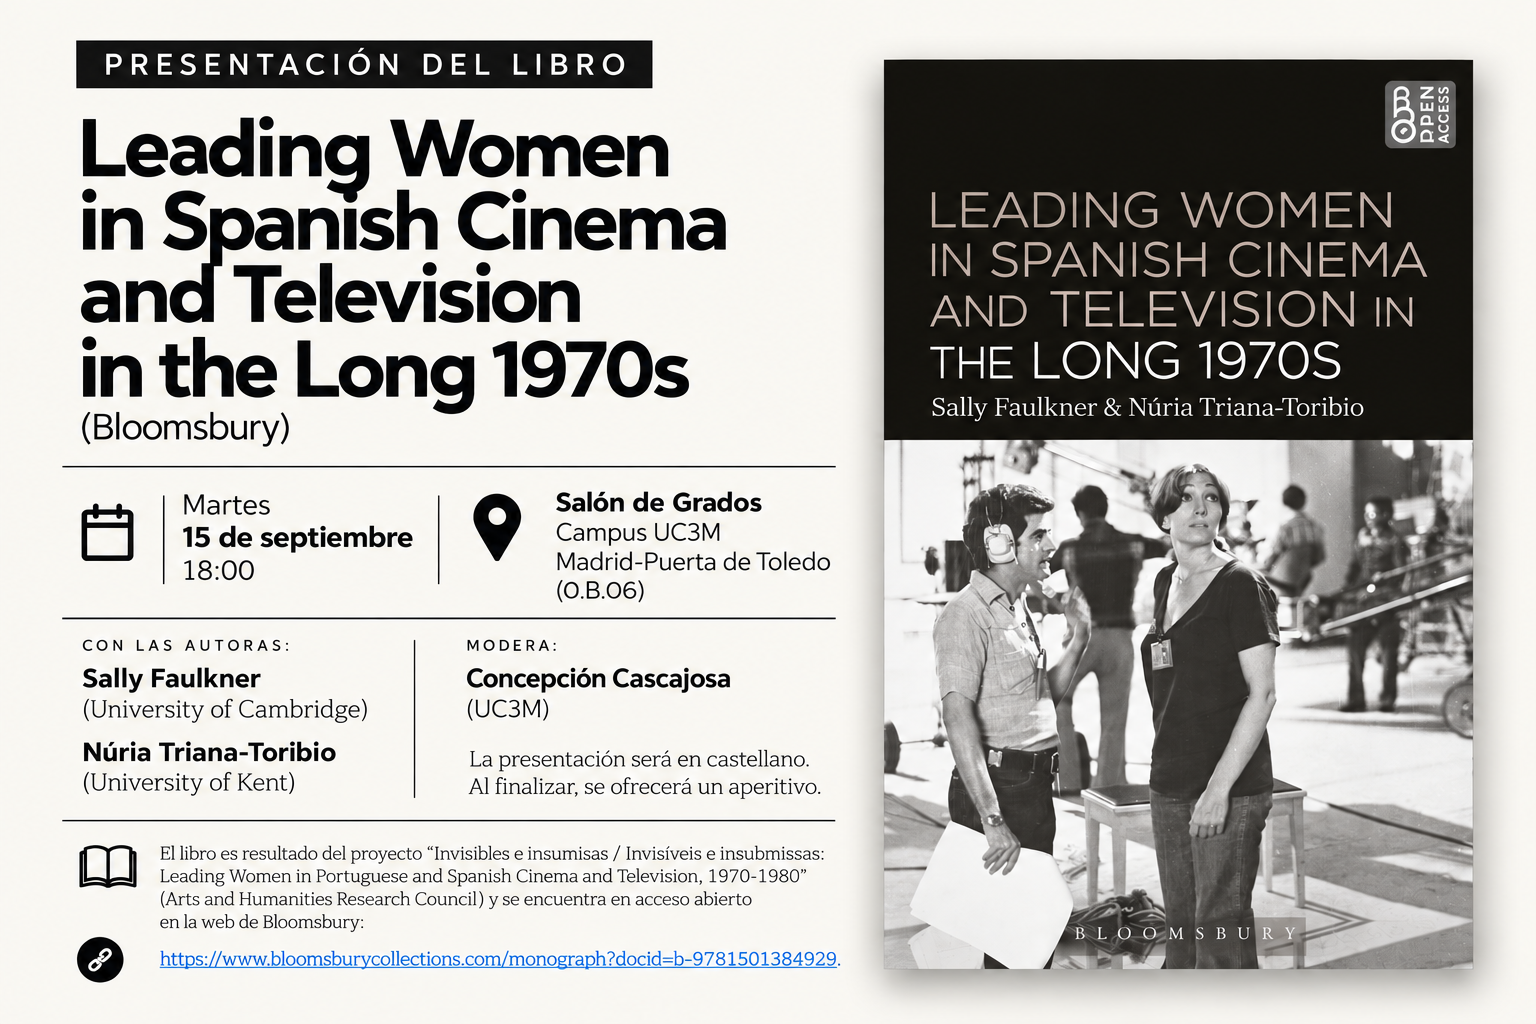 PRESENTACIÓN DEL LIBRO
Leading Women
in Spanish Cinema
and Television
in the Long 1970s
(Bloomsbury)
Martes
15 de septiembre
18:00
Salón de Grados
Campus UC3M
Madrid-Puerta de Toledo
(0.B.06)
CON LAS AUTORAS:
Sally Faulkner
(University of Cambridge)
Núria Triana-Toribio
(University of Kent)
MODERA:
Concepción Cascajosa
(UC3M)
La presentación será en castellano.
Al finalizar, se ofrecerá un aperitivo.
El libro es resultado del proyecto “Invisibles e insumisas / Invisíveis e insubmissas:
Leading Women in Portuguese and Spanish Cinema and Television, 1970-1980”
(Arts and Humanities Research Council) y se encuentra en acceso abierto
en la web de Bloomsbury:
https://www.bloomsburycollections.com/monograph?docid=b-9781501384929.
ACCESS
LEADING WOMEN
IN SPANISH CINEMA
AND TELEVISION IN
THE LONG 1970S
Sally Faulkner & Núria Triana-Toribio
BLOOMSBURY